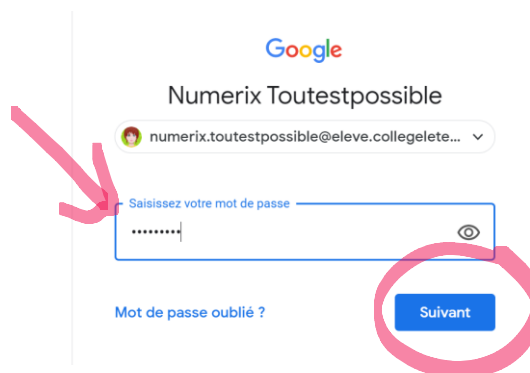 Google
Numerix Toutestpossible
numerix.toutestpossible@eleve.collegelete...
Saisissez votre mot de passe
•••••••••
Mot de passe oublié ?
Suivant